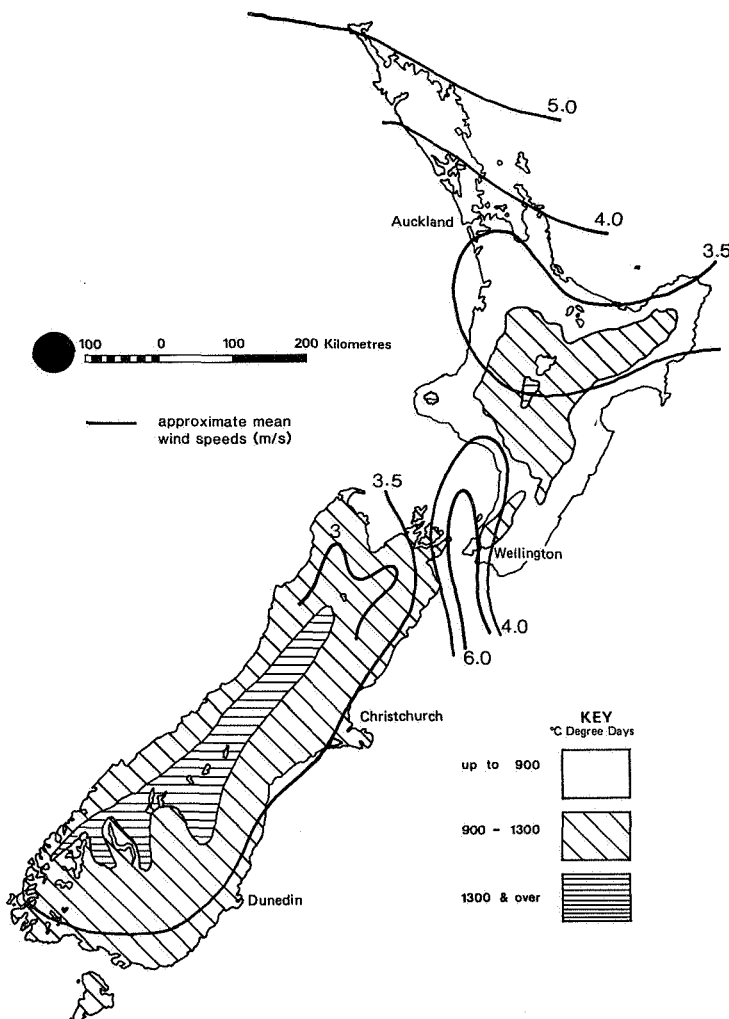 5.0
4.0
Auckland
3.5
100 0 100 200 Kilometres
approximate mean
wind speeds (m/s)
3.5
3
Wellington
4.0
6.0
Christchurch
KEY
°C Degree Days
up to 900
900 - 1300
1300 & over
Dunedin